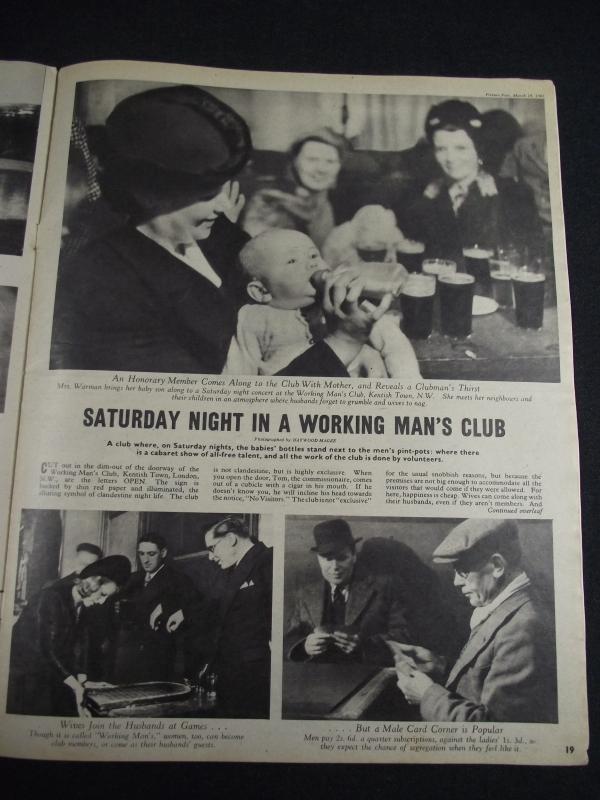 Picture Post, March
An Honorary Member Comes Along to the Club With Mother, and Reveals a Clubman's Thirst
Mrs. Warman brings her baby son along to a Saturday night concert at the Working Man's Club, Kentish Town, N.W. She meets her neighbours and
their children in an atmosphere where husbands forget to grumble and wives to nag.
SATURDAY NIGHT IN A WORKING MAN'S CLUB
Photographed by HAYWOOD MAGEE
A club where, on Saturday nights, the babies' bottles stand next to the men's pint-pots: where there
is a cabaret show of all-free talent, and all the work of the club is done by volunteers.
CUT out in the dim-out of the doorway of the
Working Man's Club, Kentish Town, London,
N.W., are the letters OPEN. The sign is
backed by thin red paper and illuminated, the
alluring symbol of clandestine night life. The club
is not clandestine, but is highly exclusive. When
you open the door, Tom, the commissionaire, comes
out of a cubicle with a cigar in his mouth. If he
doesn't know you, he will incline his head towards
the notice, "No Visitors." The club is not "exclusive"
for the usual snobbish reasons, but because the
premises are not big enough to accommodate all the
visitors that would come if they were allowed. For
here, happiness is cheap. Wives can come along with
their husbands, even if they aren't members. And
Continued overleaf
Wives Join the Husbands at Games . . .
Though it is called "Working Man's," women, too, can become
club members, or come as their husbands' guests.
. . . . But a Male Card Corner is Popular
Men pay 2s. 6d. a quarter subscriptions, against the ladies' 1s. 3d.,
they expect the chance of segregation when they feel like it.
19